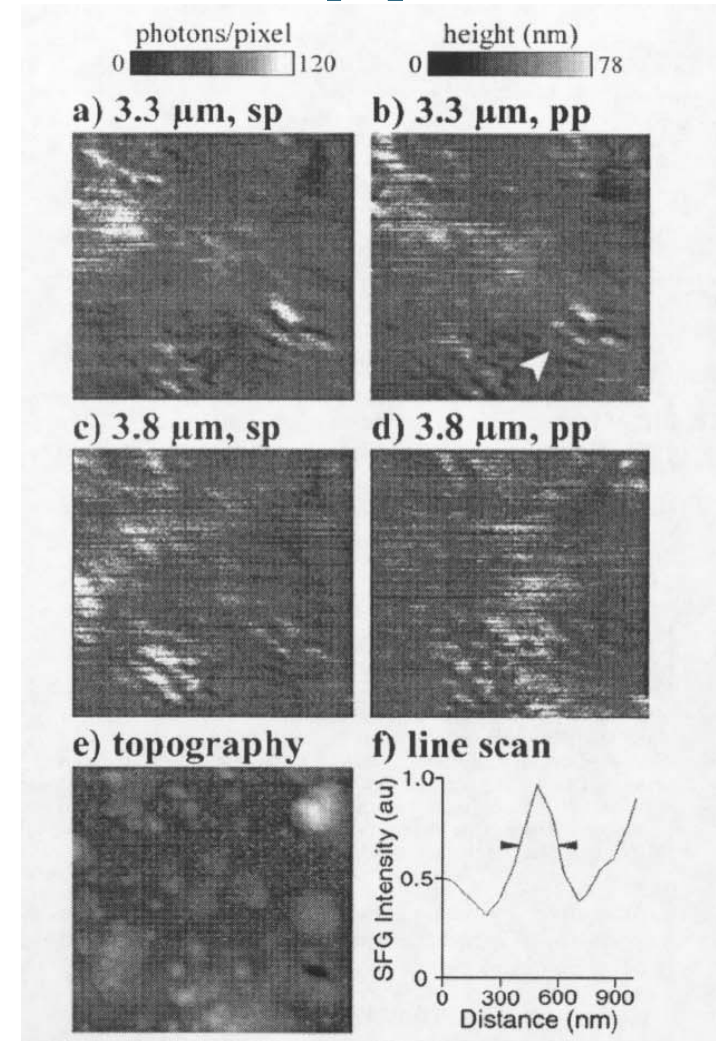 photons/pixel height (nm)
0 120 0 78
a) 3.3 μm, sp b) 3.3 μm, pp
c) 3.8 μm, sp d) 3.8 μm, pp
e) topography f) line scan
1.0
0.5
0
SFG Intensity (au)
0 300 600 900
Distance (nm)